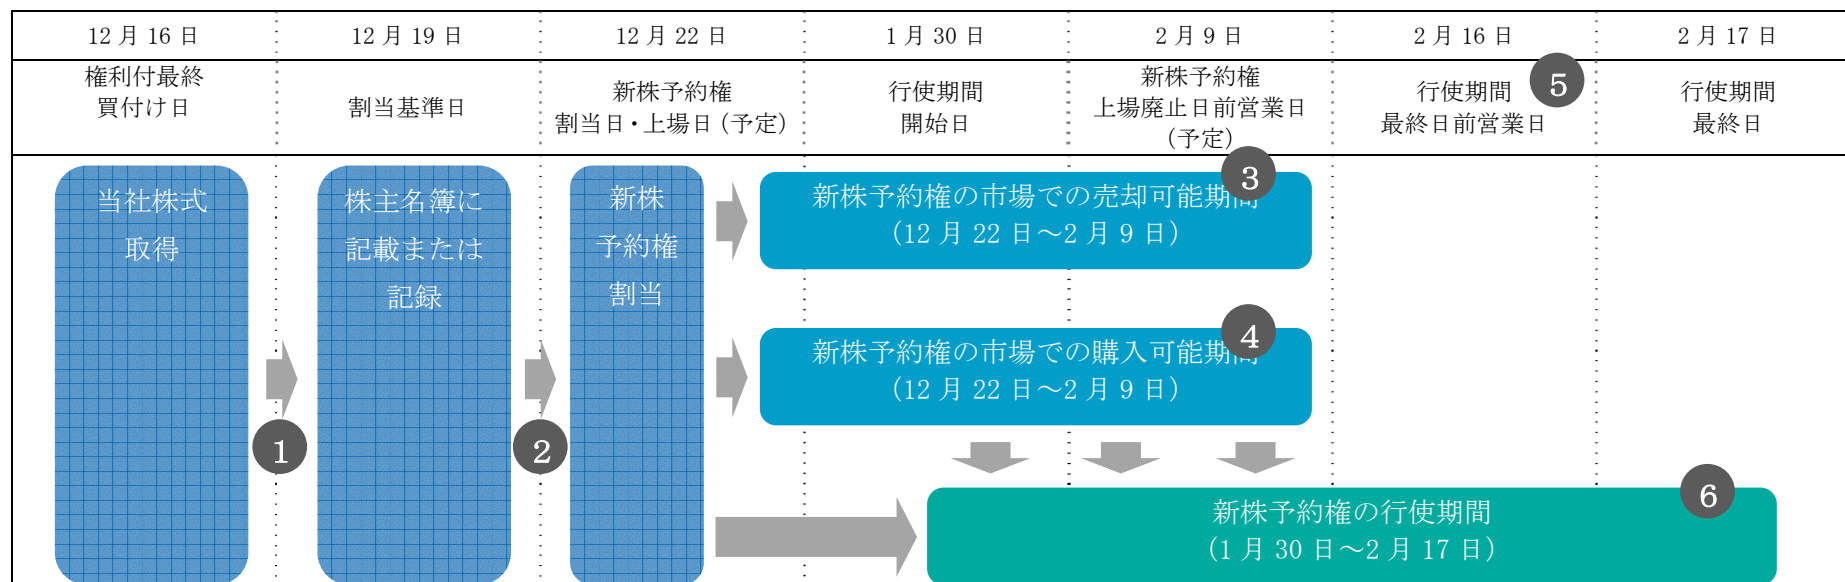 12月16日
12月19日
12月22日
1月30日
2月9日
2月16日
2月17日
権利付最終
買付け日
割当基準日
新株予約権
割当日・上場日(予定)
行使期間
開始日
新株予約権
上場廃止日前営業日
(予定)
行使期間
最終日前営業日
5
行使期間
最終日
当社株式
取得
1
株主名簿に
記載または
記録
2
新株
予約権
割当
新株予約権の市場での売却可能期間
(12月22日～2月9日)
3
新株予約権の市場での購入可能期間
(12月22日～2月9日)
4
新株予約権の行使期間
(1月30日～2月17日)
6